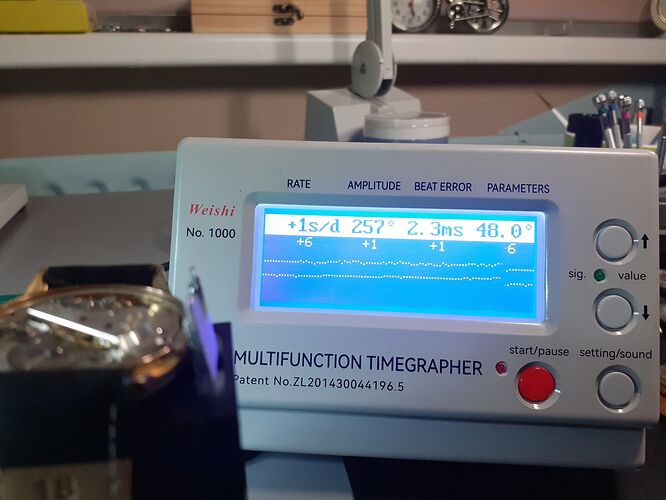 RATE AMPLITUDE BEAT ERROR PARAMETERS
Weishi
No. 1000
+1s/d 257° 2.3ms 48.0°
+6 +1 +1 -6
sig. value
MULTIFUNCTION TIMEGRAPHER
Patent No.ZL201430044196.5
start/pause setting/sound
18